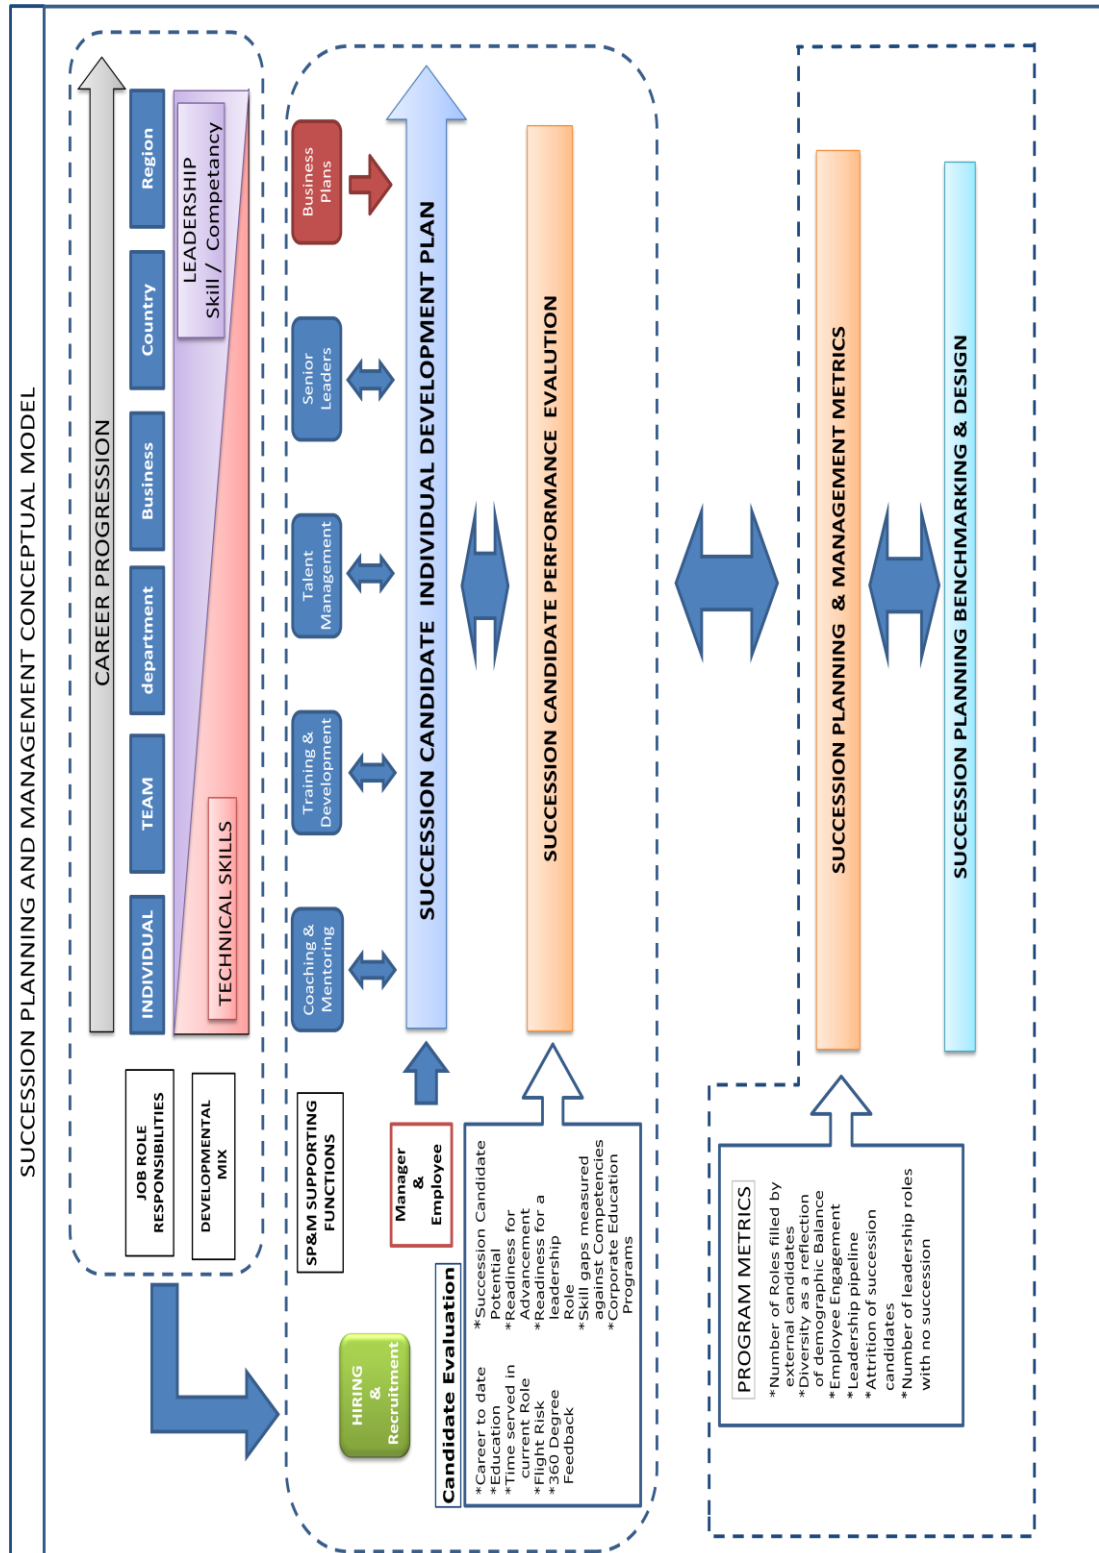 SUCCESSION PLANNING AND MANAGEMENT CONCEPTUAL MODEL
CAREER PROGRESSION
JOB ROLE
RESPONSIBILITIES
INDIVIDUAL
TEAM
department
Business
Country
Region
DEVELOPMENTAL
MIX
TECHNICAL SKILLS
LEADERSHIP
Skill / Competancy
HIRING
&
Recruitment
SP&M SUPPORTING
FUNCTIONS
Coaching &
Mentoring
Training &
Development
Talent
Management
Senior
Leaders
Business
Plans
Manager
&
Employee
SUCCESSION CANDIDATE INDIVIDUAL DEVELOPMENT PLAN
Candidate Evaluation
*Career to date
*Education
*Time served in
current Role
*Flight Risk
*360 Degree
Feedback
*Succession Candidate
Potential
*Readiness for
Advancement
*Readiness for a
leadership
Role
*Skill gaps measured
against Competencies
*Corporate Education
Programs
SUCCESSION CANDIDATE PERFORMANCE EVALUTION
PROGRAM METRICS
*Number of Roles filled by
external candidates
*Diversity as a reflection
of demographic Balance
*Employee Engagement
*Leadership pipeline
*Attrition of succession
candidates
*Number of leadership roles
with no succession
SUCCESSION PLANNING & MANAGEMENT METRICS
SUCCESSION PLANNING BENCHMARKING & DESIGN